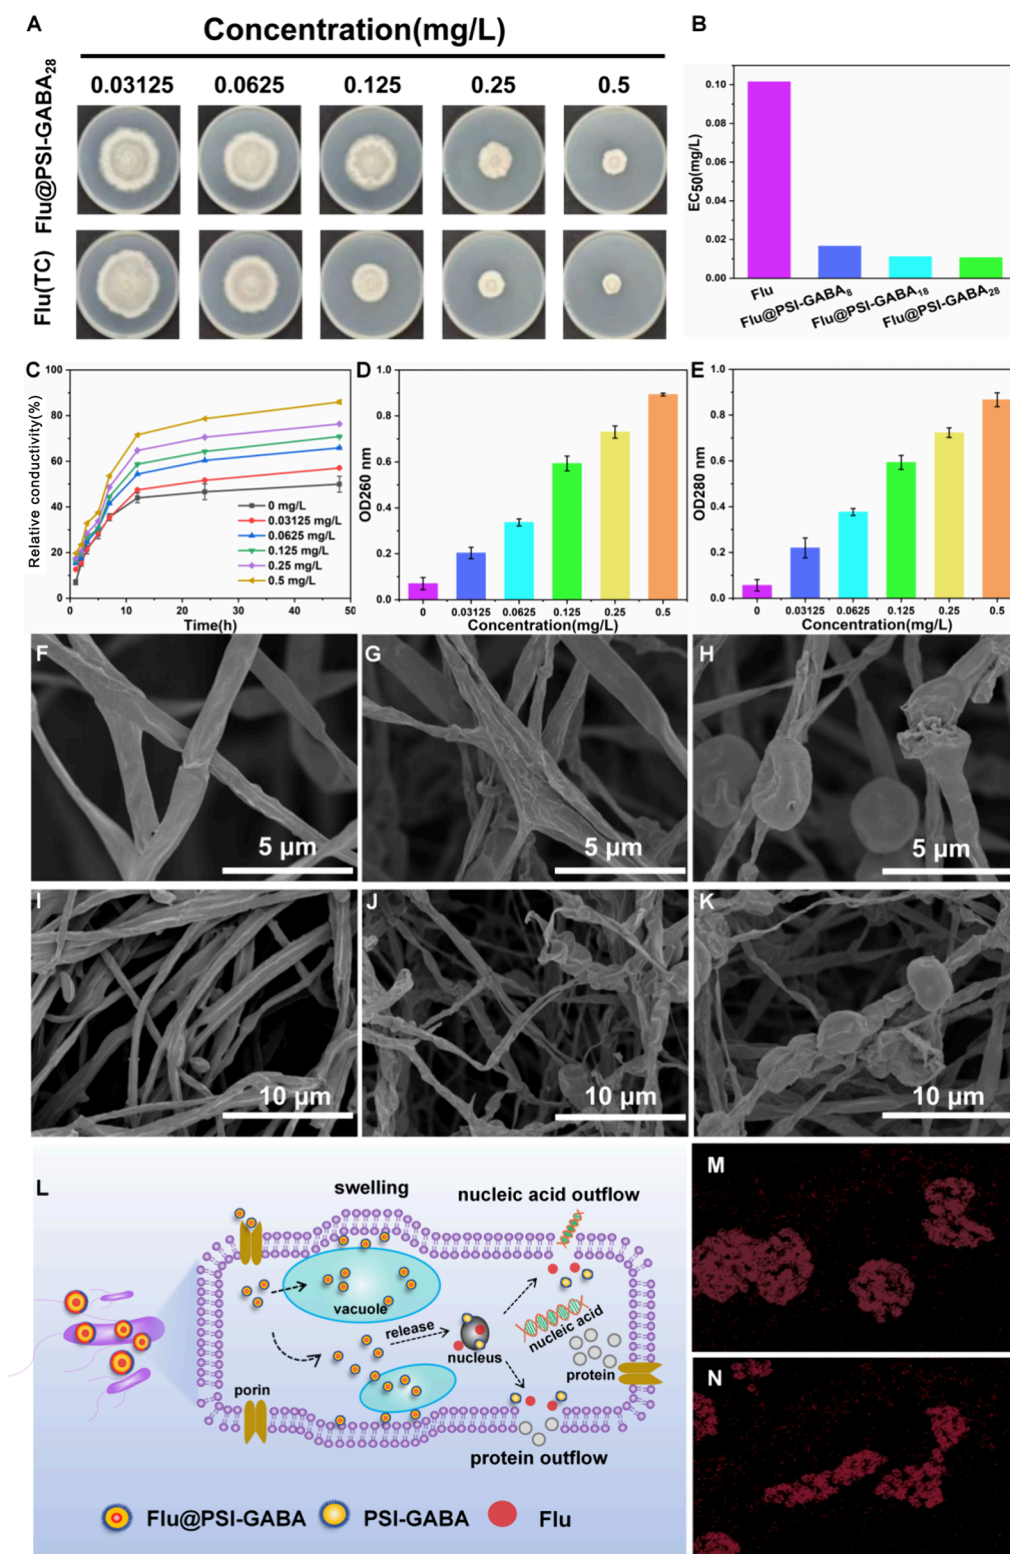 A
Concentration(mg/L)
0.03125 0.0625 0.125 0.25 0.5
Flu@PSI-GABA28
Flu(TC)
B
EC50(mg/L)
0.10
0.08
0.06
0.04
0.02
0.00
Flu
Flu@PSI-GABA8
Flu@PSI-GABA18
Flu@PSI-GABA28
C
Relative conductivity(%)
100
80
60
40
20
0
0 mg/L
0.03125 mg/L
0.0625 mg/L
0.125 mg/L
0.25 mg/L
0.5 mg/L
0 10 20 30 40 50
Time(h)
D
OD260 nm
1.0
0.8
0.6
0.4
0.2
0.0
0 0.03125 0.0625 0.125 0.25 0.5
Concentration(mg/L)
E
OD280 nm
1.0
0.8
0.6
0.4
0.2
0.0
0 0.03125 0.0625 0.125 0.25 0.5
Concentration(mg/L)
F
5 μm
G
5 μm
H
5 μm
I
10 μm
J
10 μm
K
10 μm
L
swelling
nucleic acid outflow
vacuole
release
nucleus
nucleic acid
protein
porin
protein outflow
Flu@PSI-GABA
PSI-GABA
Flu
M
N